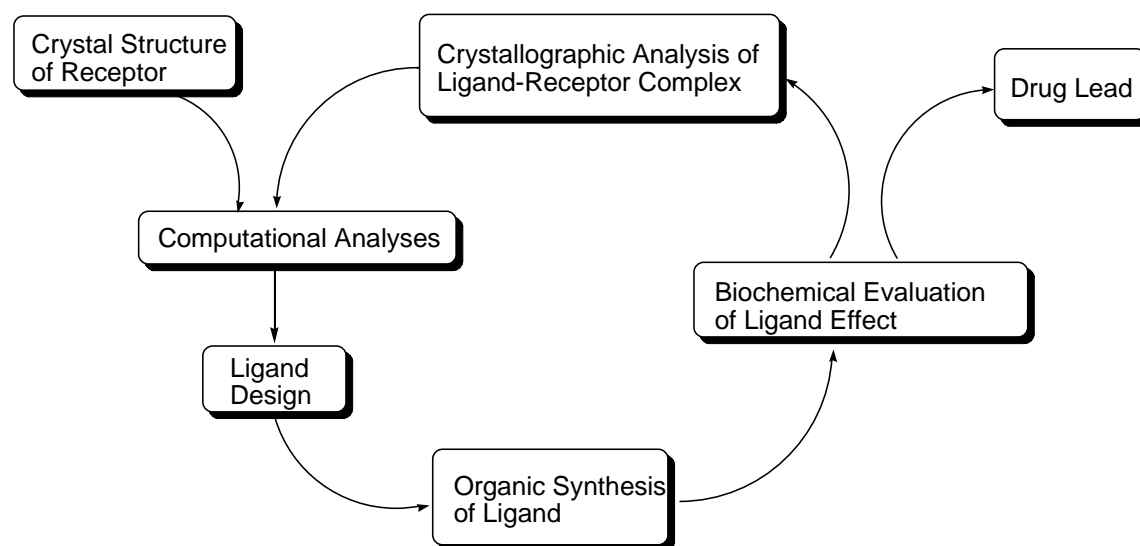 Crystal Structure
of Receptor
Crystallographic Analysis of
Ligand-Receptor Complex
Drug Lead
Computational Analyses
Biochemical Evaluation
of Ligand Effect
Ligand
Design
Organic Synthesis
of Ligand